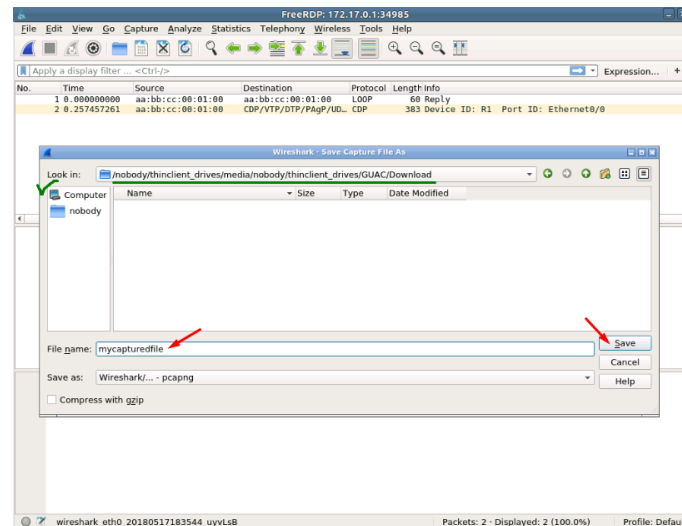 FreeRDP: 172.17.0.1:34985
File Edit View Go Capture Analyze Statistics Telephony Wireless Tools Help
Apply a display filter ... <Ctrl-/> Expression... +
No. Time Source Destination Protocol Length Info
1 0.000000000 aa:bb:cc:00:01:00 aa:bb:cc:00:01:00 LOOP 60 Reply
2 0.257457261 aa:bb:cc:00:01:00 CDP/VTP/DTP/PAgP/UD… CDP 383 Device ID: R1 Port ID: Ethernet0/0
Wireshark · Save Capture File As
Look in: /nobody/thinclient_drives/media/nobody/thinclient_drives/GUAC/Download
Computer
nobody
Name Size Type Date Modified
File name: mycapturedfile Save
Cancel
Save as: Wireshark/... - pcapng Help
Compress with gzip
wireshark_eth0_20180517183544_uyvLsB Packets: 2 · Displayed: 2 (100.0%) Profile: Defau